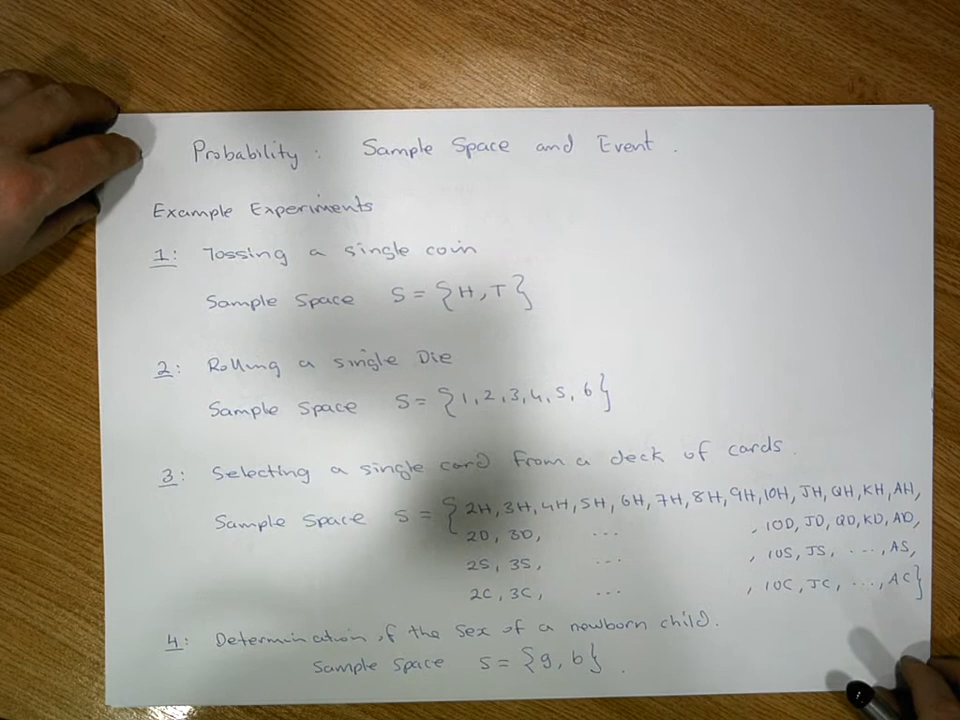 Probability : Sample Space and Event .
Example Experiments
1: Tossing a single coin
Sample Space S = {H, T}
2: Rolling a single Die
Sample Space S = {1, 2, 3, 4, 5, 6}
3: Selecting a single card from a deck of cards.
Sample Space S = {2H, 3H, 4H, 5H, 6H, 7H, 8H, 9H, 10H, JH, QH, KH, AH,
2D, 3D, ... , 10D, JD, QD, KD, AD,
2S, 3S, ... , 10S, JS, ..., AS,
2C, 3C, ... , 10C, JC, ..., AC}
4: Determination of the Sex of a newborn child.
Sample Space S = {g, b} .